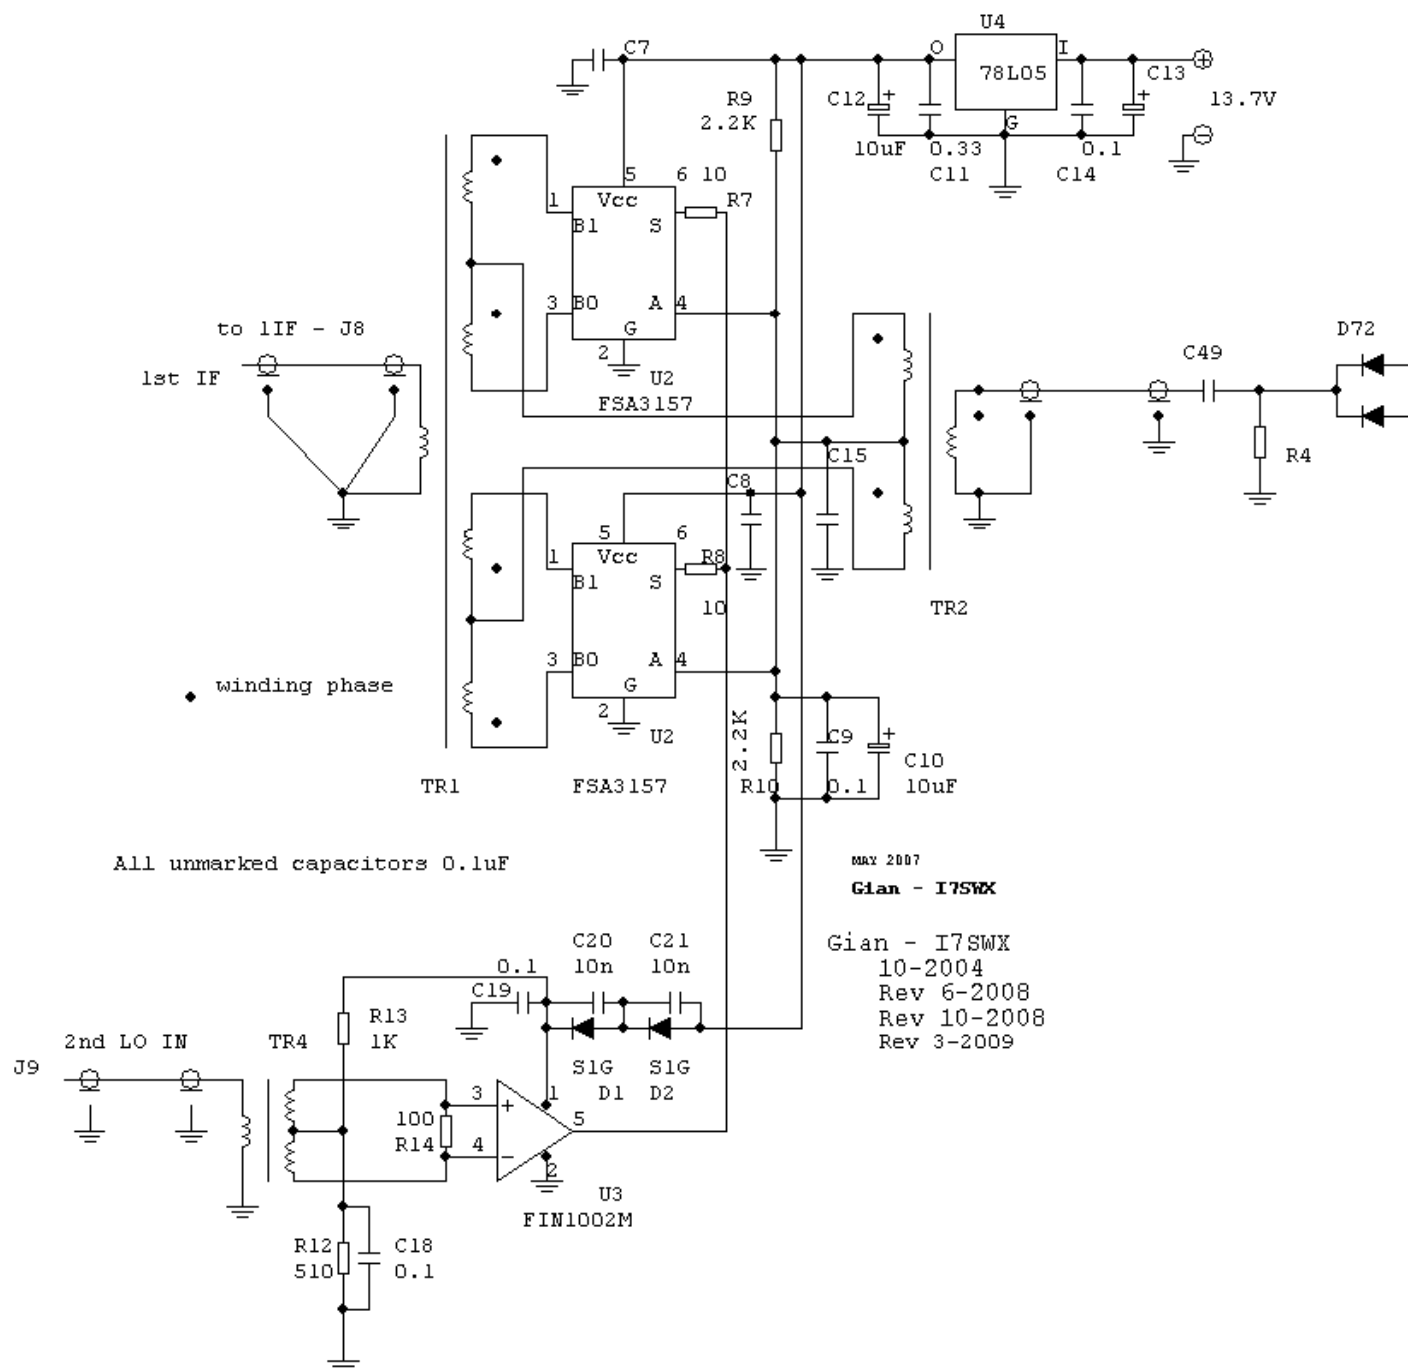 U4
C7
O
I
78L05
C13
R9
C12
+
+
+
13.7V
2.2K
G
-
10uF
0.33
0.1
C11
C14
5
6 10
1
Vcc
R7
B1
S
3
B0
A
4
to 1IF - J8
G
D72
2
C49
1st IF
U2
FSA3157
C15
R4
C8
5
6
1
Vcc
R8
B1
S
10
TR2
3
B0
A
4
winding phase
G
2
2.2K
U2
C9
+
C10
TR1
FSA3157
R10
0.1
10uF
All unmarked capacitors 0.1uF
MAY 2007
Gian - I7SWX
C20
C21
Gian - I7SWX
0.1
10n
10n
10-2004
C19
Rev 6-2008
R13
Rev 10-2008
2nd LO IN
TR4
1K
Rev 3-2009
J9
S1G
S1G
3
1
D1
D2
+
100
5
R14
4
-
2
U3
FIN1002M
R12
C18
510
0.1